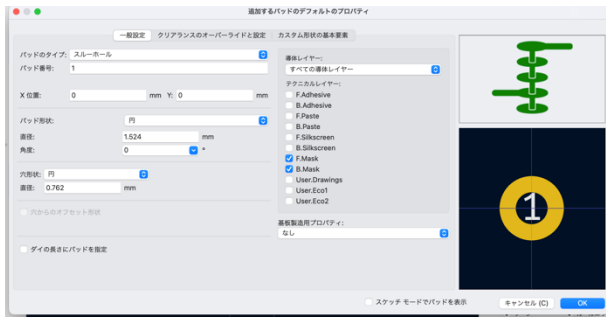 追加するパッドのデフォルトのプロパティ
一般設定 クリアランスのオーバーライドと設定 カスタム形状の基本要素
パッドのタイプ: スルーホール
パッド番号: 1
X 位置: 0 mm Y: 0 mm
パッド形状: 円
直径: 1.524 mm
角度: 0 °
穴形状: 円
直径: 0.762 mm
穴からのオフセット形状
ダイの長さにパッドを指定
導体レイヤー:
すべての導体レイヤー
テクニカルレイヤー:
F.Adhesive
B.Adhesive
F.Paste
B.Paste
F.Silkscreen
B.Silkscreen
F.Mask
B.Mask
User.Drawings
User.Eco1
User.Eco2
基板製造用プロパティ:
なし
1
スケッチ モードでパッドを表示
キャンセル (C) OK